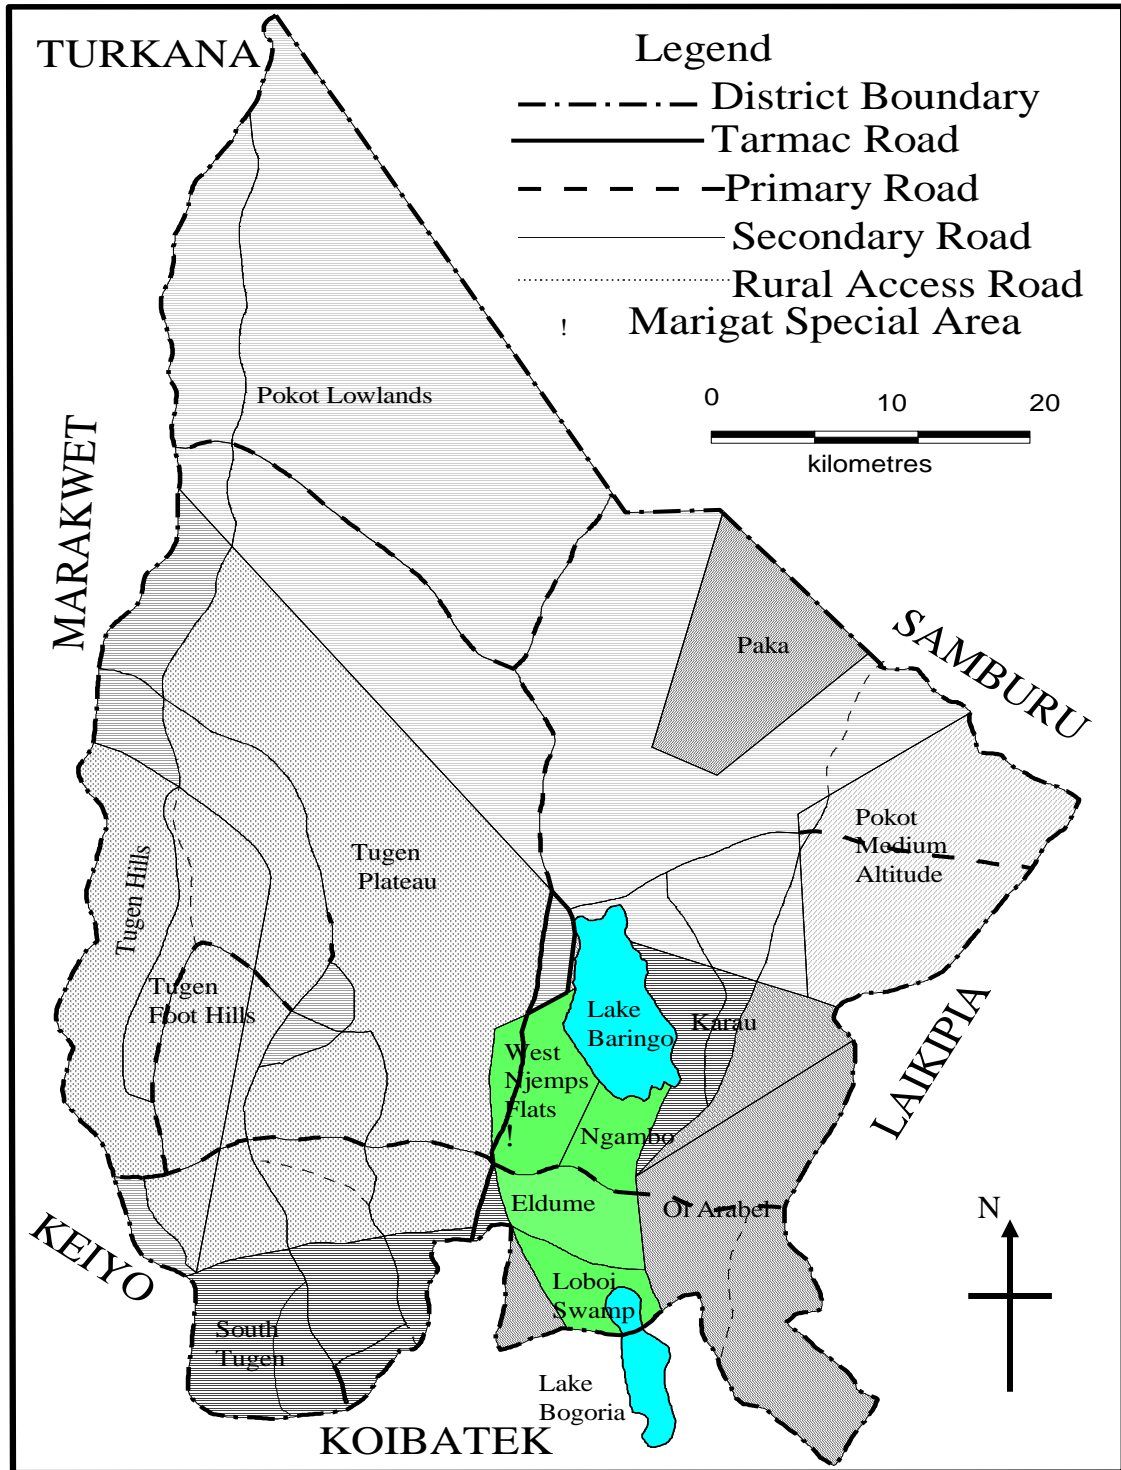 TURKANA
Legend
District Boundary
Tarmac Road
Primary Road
Secondary Road
Rural Access Road
! Marigat Special Area
0 10 20
kilometres
Pokot Lowlands
MARAKWET
SAMBURU
Paka
Pokot
Medium
Altitude
Tugen
Plateau
Tugen Hills
Tugen
Foot Hills
Lake
Baringo
Karau
West
Njemps
Flats
!
Ngambo
LAIKIPIA
Eldume
Ol Arabel
N
KEIYO
Loboi
Swamp
South
Tugen
Lake
Bogoria
KOIBATEK